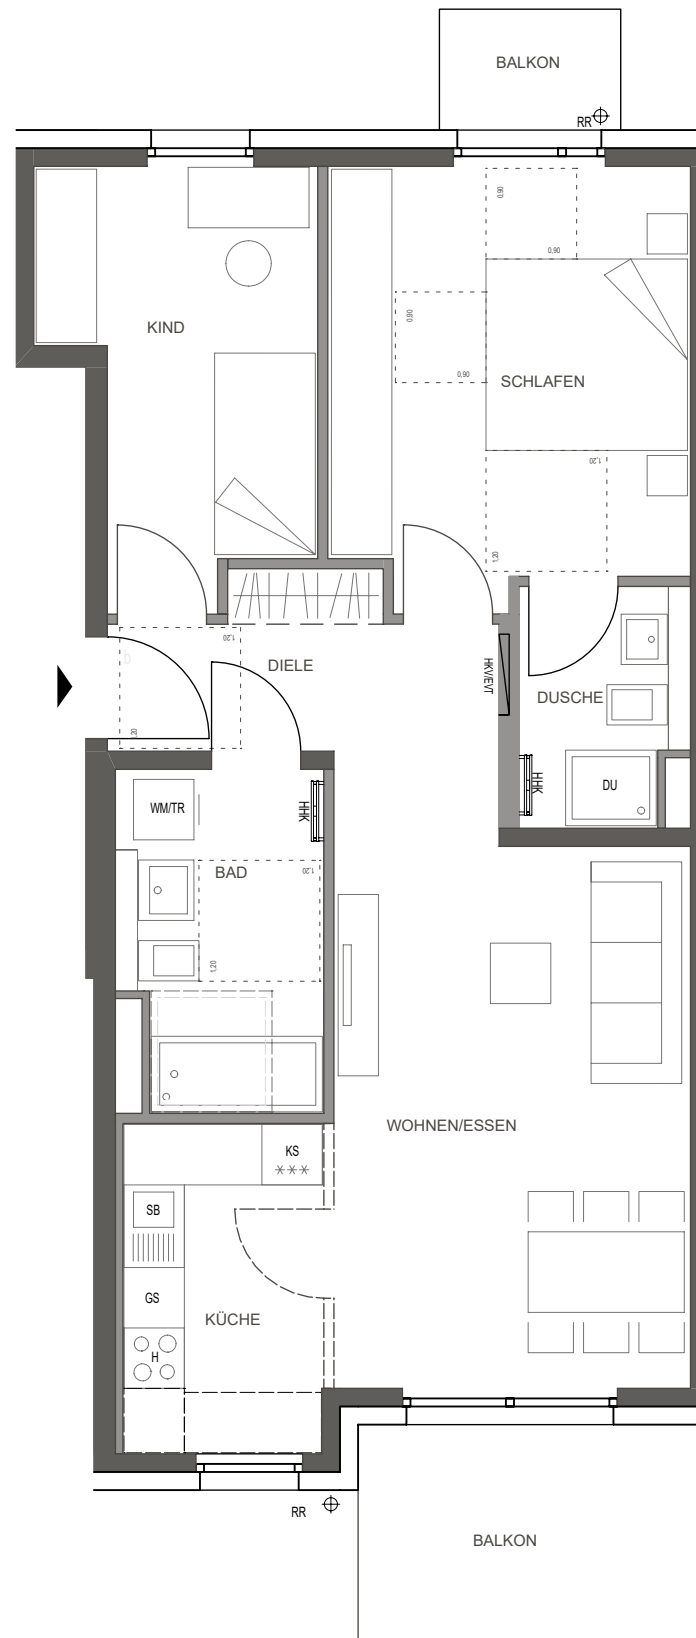 BALKON
RR
0,90
0,90
0,90
0,90
KIND
SCHLAFEN
1,20
1,20
1,20
DIELE
HKV/EVT
DUSCHE
1,20
HHK
DU
WM/TR
HHK
BAD
1,20
1,20
WOHNEN/ESSEN
KS
***
SB
GS
KÜCHE
H
RR
BALKON